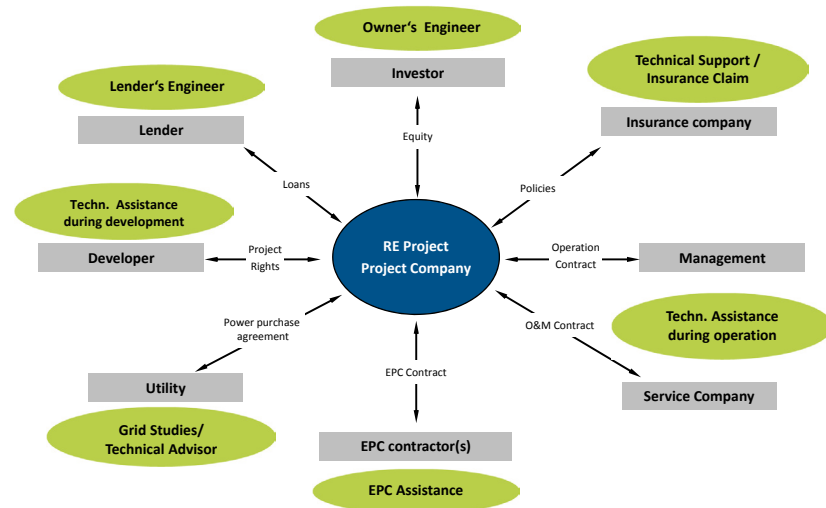 Owner‘s Engineer
Investor
Technical Support /
Insurance Claim
Insurance company
Lender‘s Engineer
Lender
Equity
Loans
Policies
Techn. Assistance
during development
Developer
Project
Rights
RE Project
Project Company
Operation
Contract
Management
Power purchase
agreement
O&M Contract
Techn. Assistance
during operation
EPC Contract
Utility
Service Company
Grid Studies/
Technical Advisor
EPC contractor(s)
EPC Assistance